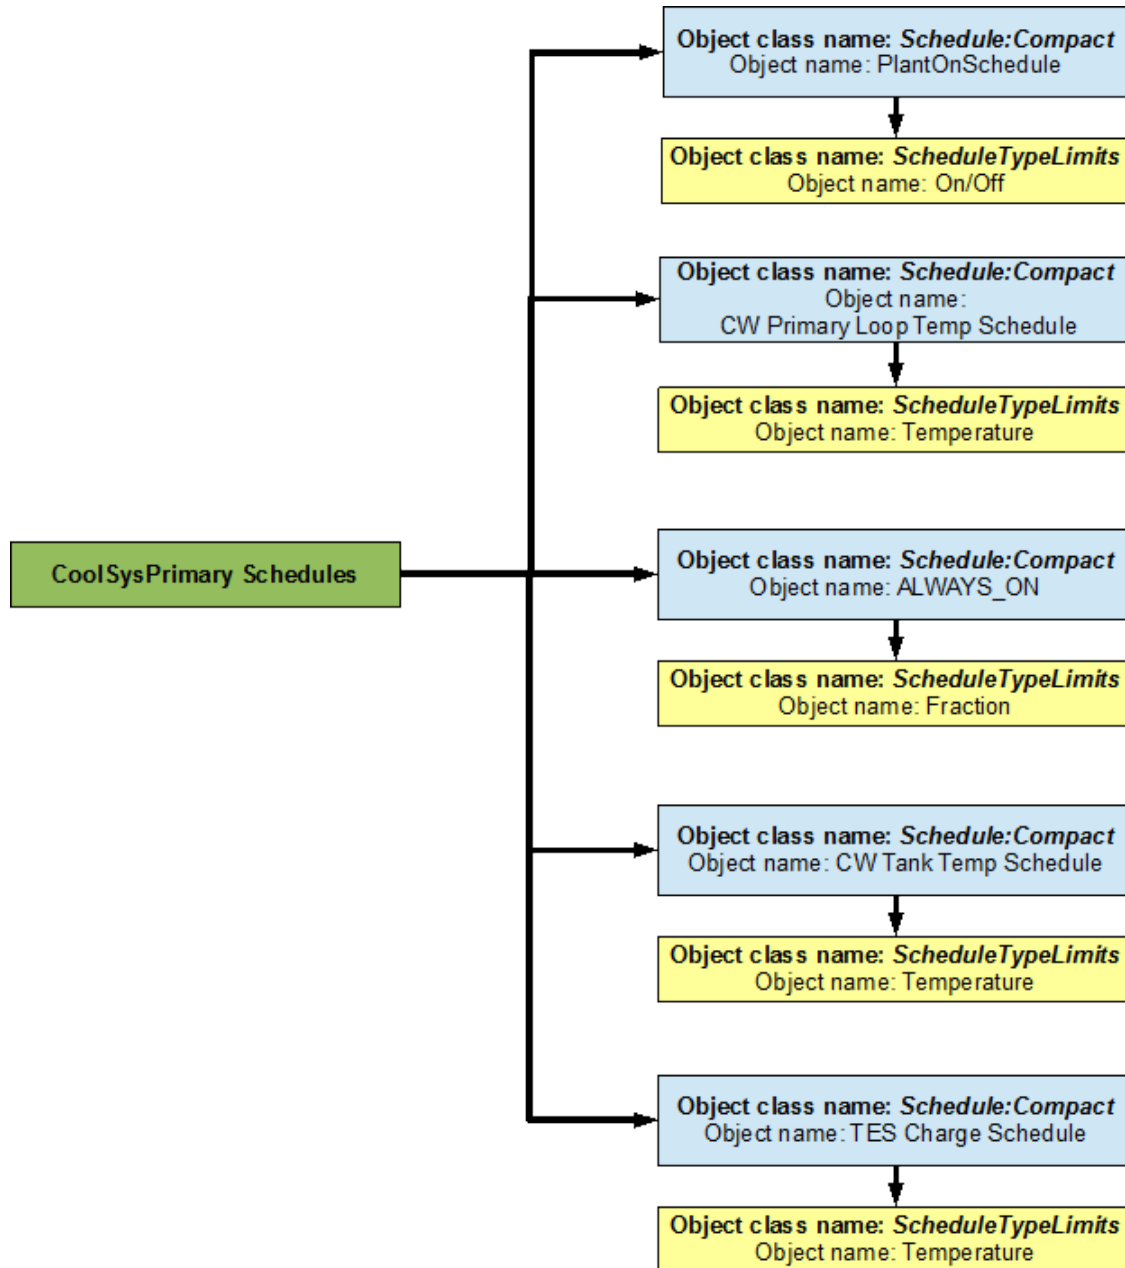 Object class name: Schedule:Compact
Object name: PlantOnSchedule
Object class name: ScheduleTypeLimits
Object name: On/Off
Object class name: Schedule:Compact
Object name:
CW Primary Loop Temp Schedule
Object class name: ScheduleTypeLimits
Object name: Temperature
CoolSysPrimary Schedules
Object class name: Schedule:Compact
Object name: ALWAYS_ON
Object class name: ScheduleTypeLimits
Object name: Fraction
Object class name: Schedule:Compact
Object name: CW Tank Temp Schedule
Object class name: ScheduleTypeLimits
Object name: Temperature
Object class name: Schedule:Compact
Object name: TES Charge Schedule
Object class name: ScheduleTypeLimits
Object name: Temperature